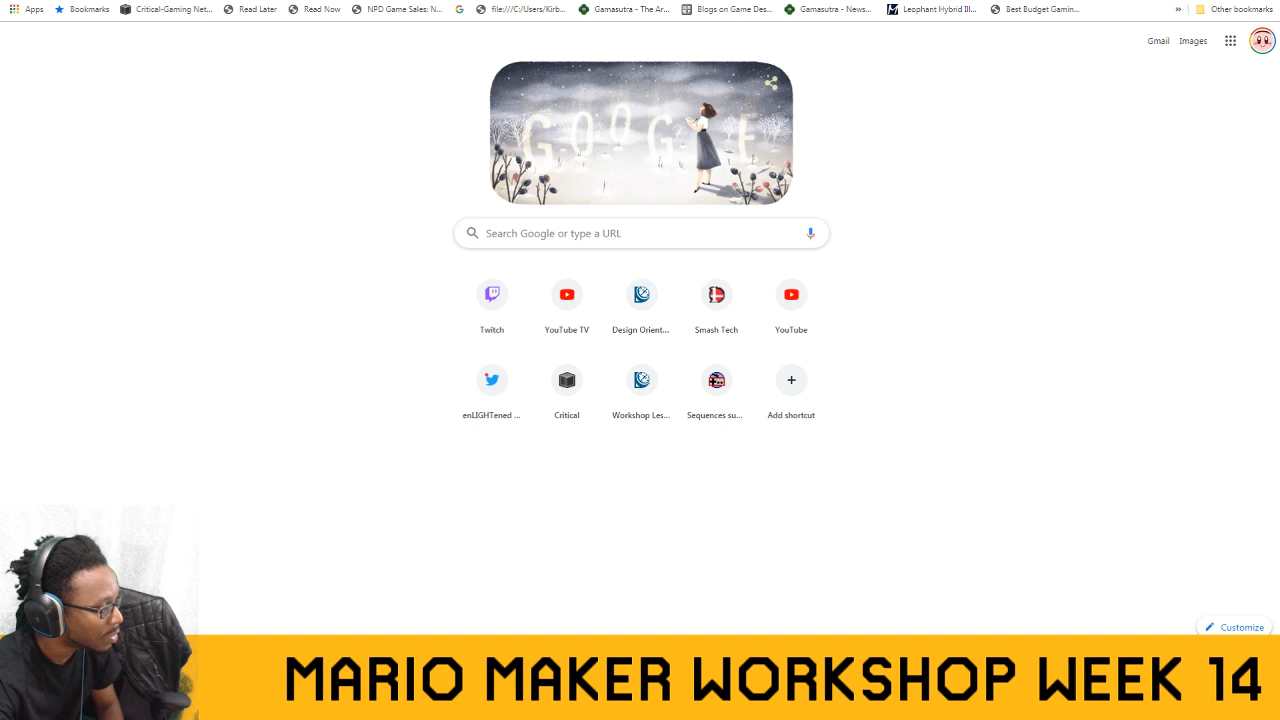 Apps Bookmarks Critical-Gaming Net... Read Later Read Now NPD Game Sales: N... file:///C:/Users/Kirb... Gamasutra - The Ar... Blogs on Game Des... Gamasutra - News... Leophant Hybrid Ill... Best Budget Gamin... » Other bookmarks
Gmail Images
GOOG E
Search Google or type a URL
Twitch YouTube TV Design Orient... Smash Tech YouTube
enLIGHTened ... Critical Workshop Les... Sequences su... Add shortcut
Customize
MARIO MAKER WORKSHOP WEEK 14